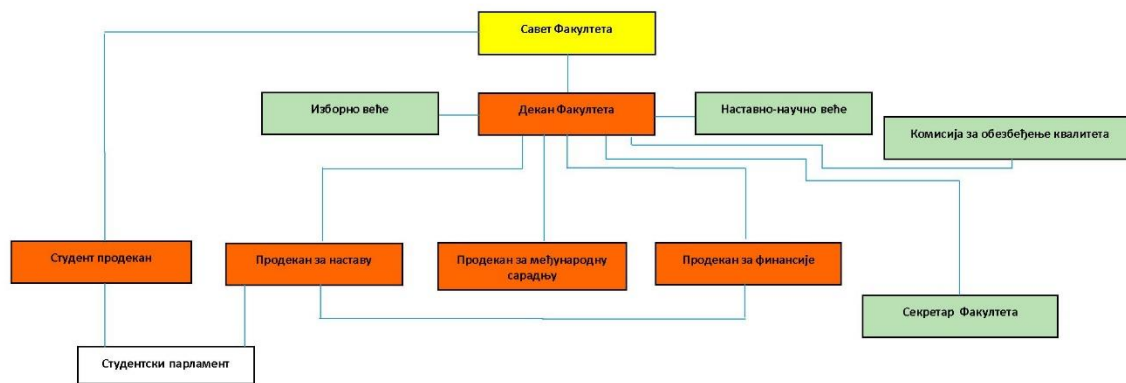 Савет Факултета
Изборно веће
Декан Факултета
Наставно-научно веће
Комисија за обезбеђење квалитета
Студент продекан
Продекан за наставу
Продекан за међународну
сарадњу
Продекан за финансије
Секретар Факултета
Студентски парламент